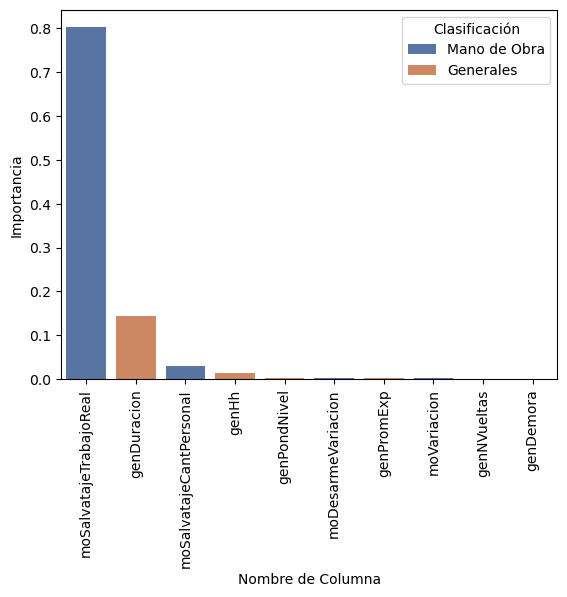 Clasificación
Mano de Obra
Generales
Importancia
0.8
0.7
0.6
0.5
0.4
0.3
0.2
0.1
0.0
moSalvatajeTrabajoReal
genDuracion
moSalvatajeCantPersonal
genHh
genPondNivel
moDesarmeVariacion
genPromExp
moVariacion
genNVueltas
genDemora
Nombre de Columna